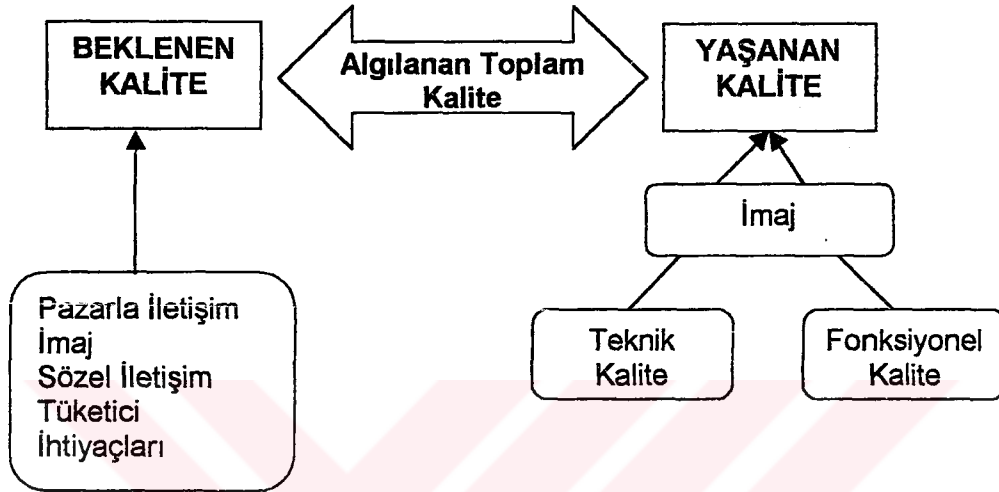 BEKLENEN
KALİTE
Algılanan Toplam
Kalite
YAŞANAN
KALİTE
İmaj
Pazarla İletişim
İmaj
Sözel İletişim
Tüketici
İhtiyaçları
Teknik
Kalite
Fonksiyonel
Kalite